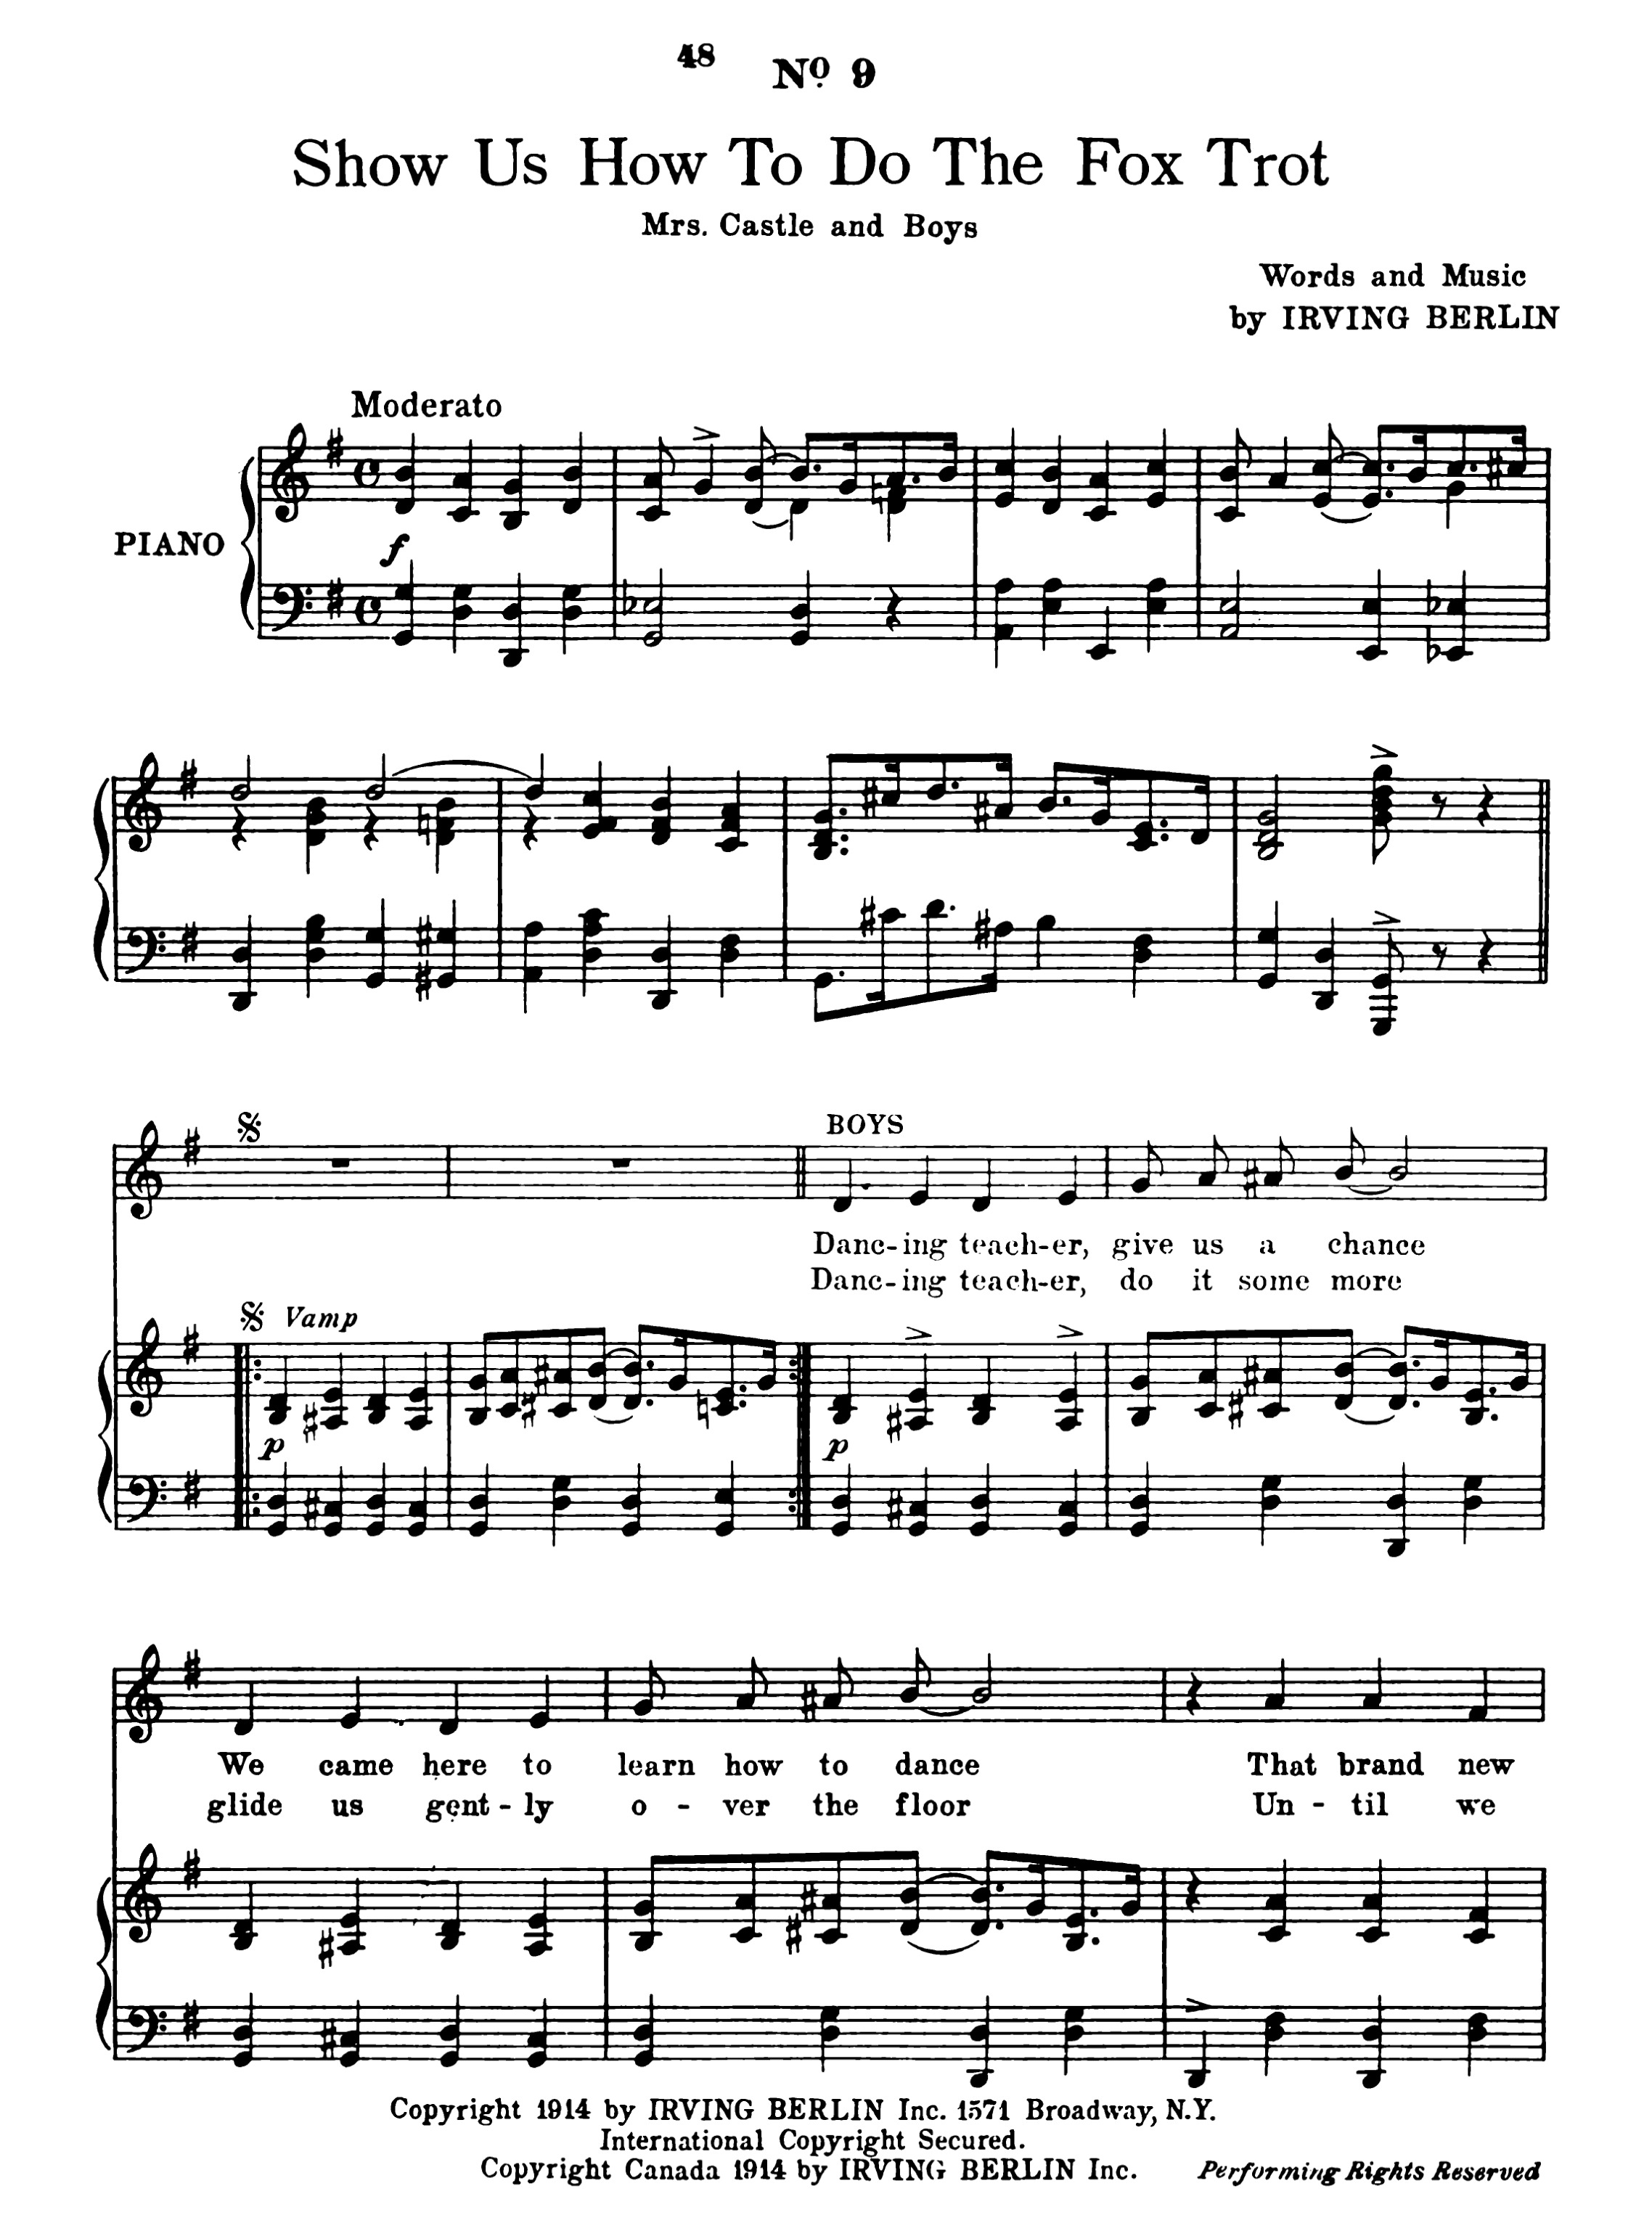 48
No. 9
Show Us How To Do The Fox Trot
Mrs. Castle and Boys
Words and Music
by IRVING BERLIN
Moderato
PIANO
f
BOYS
Danc-ing teach-er, give us a chance
Danc-ing teach-er, do it some more
Vamp
p p
We came here to learn how to dance That brand new
glide us gent-ly o-ver the floor Un-til we
Copyright 1914 by IRVING BERLIN Inc. 1571 Broadway, N.Y.
International Copyright Secured.
Copyright Canada 1914 by IRVING BERLIN Inc. Performing Rights Reserved